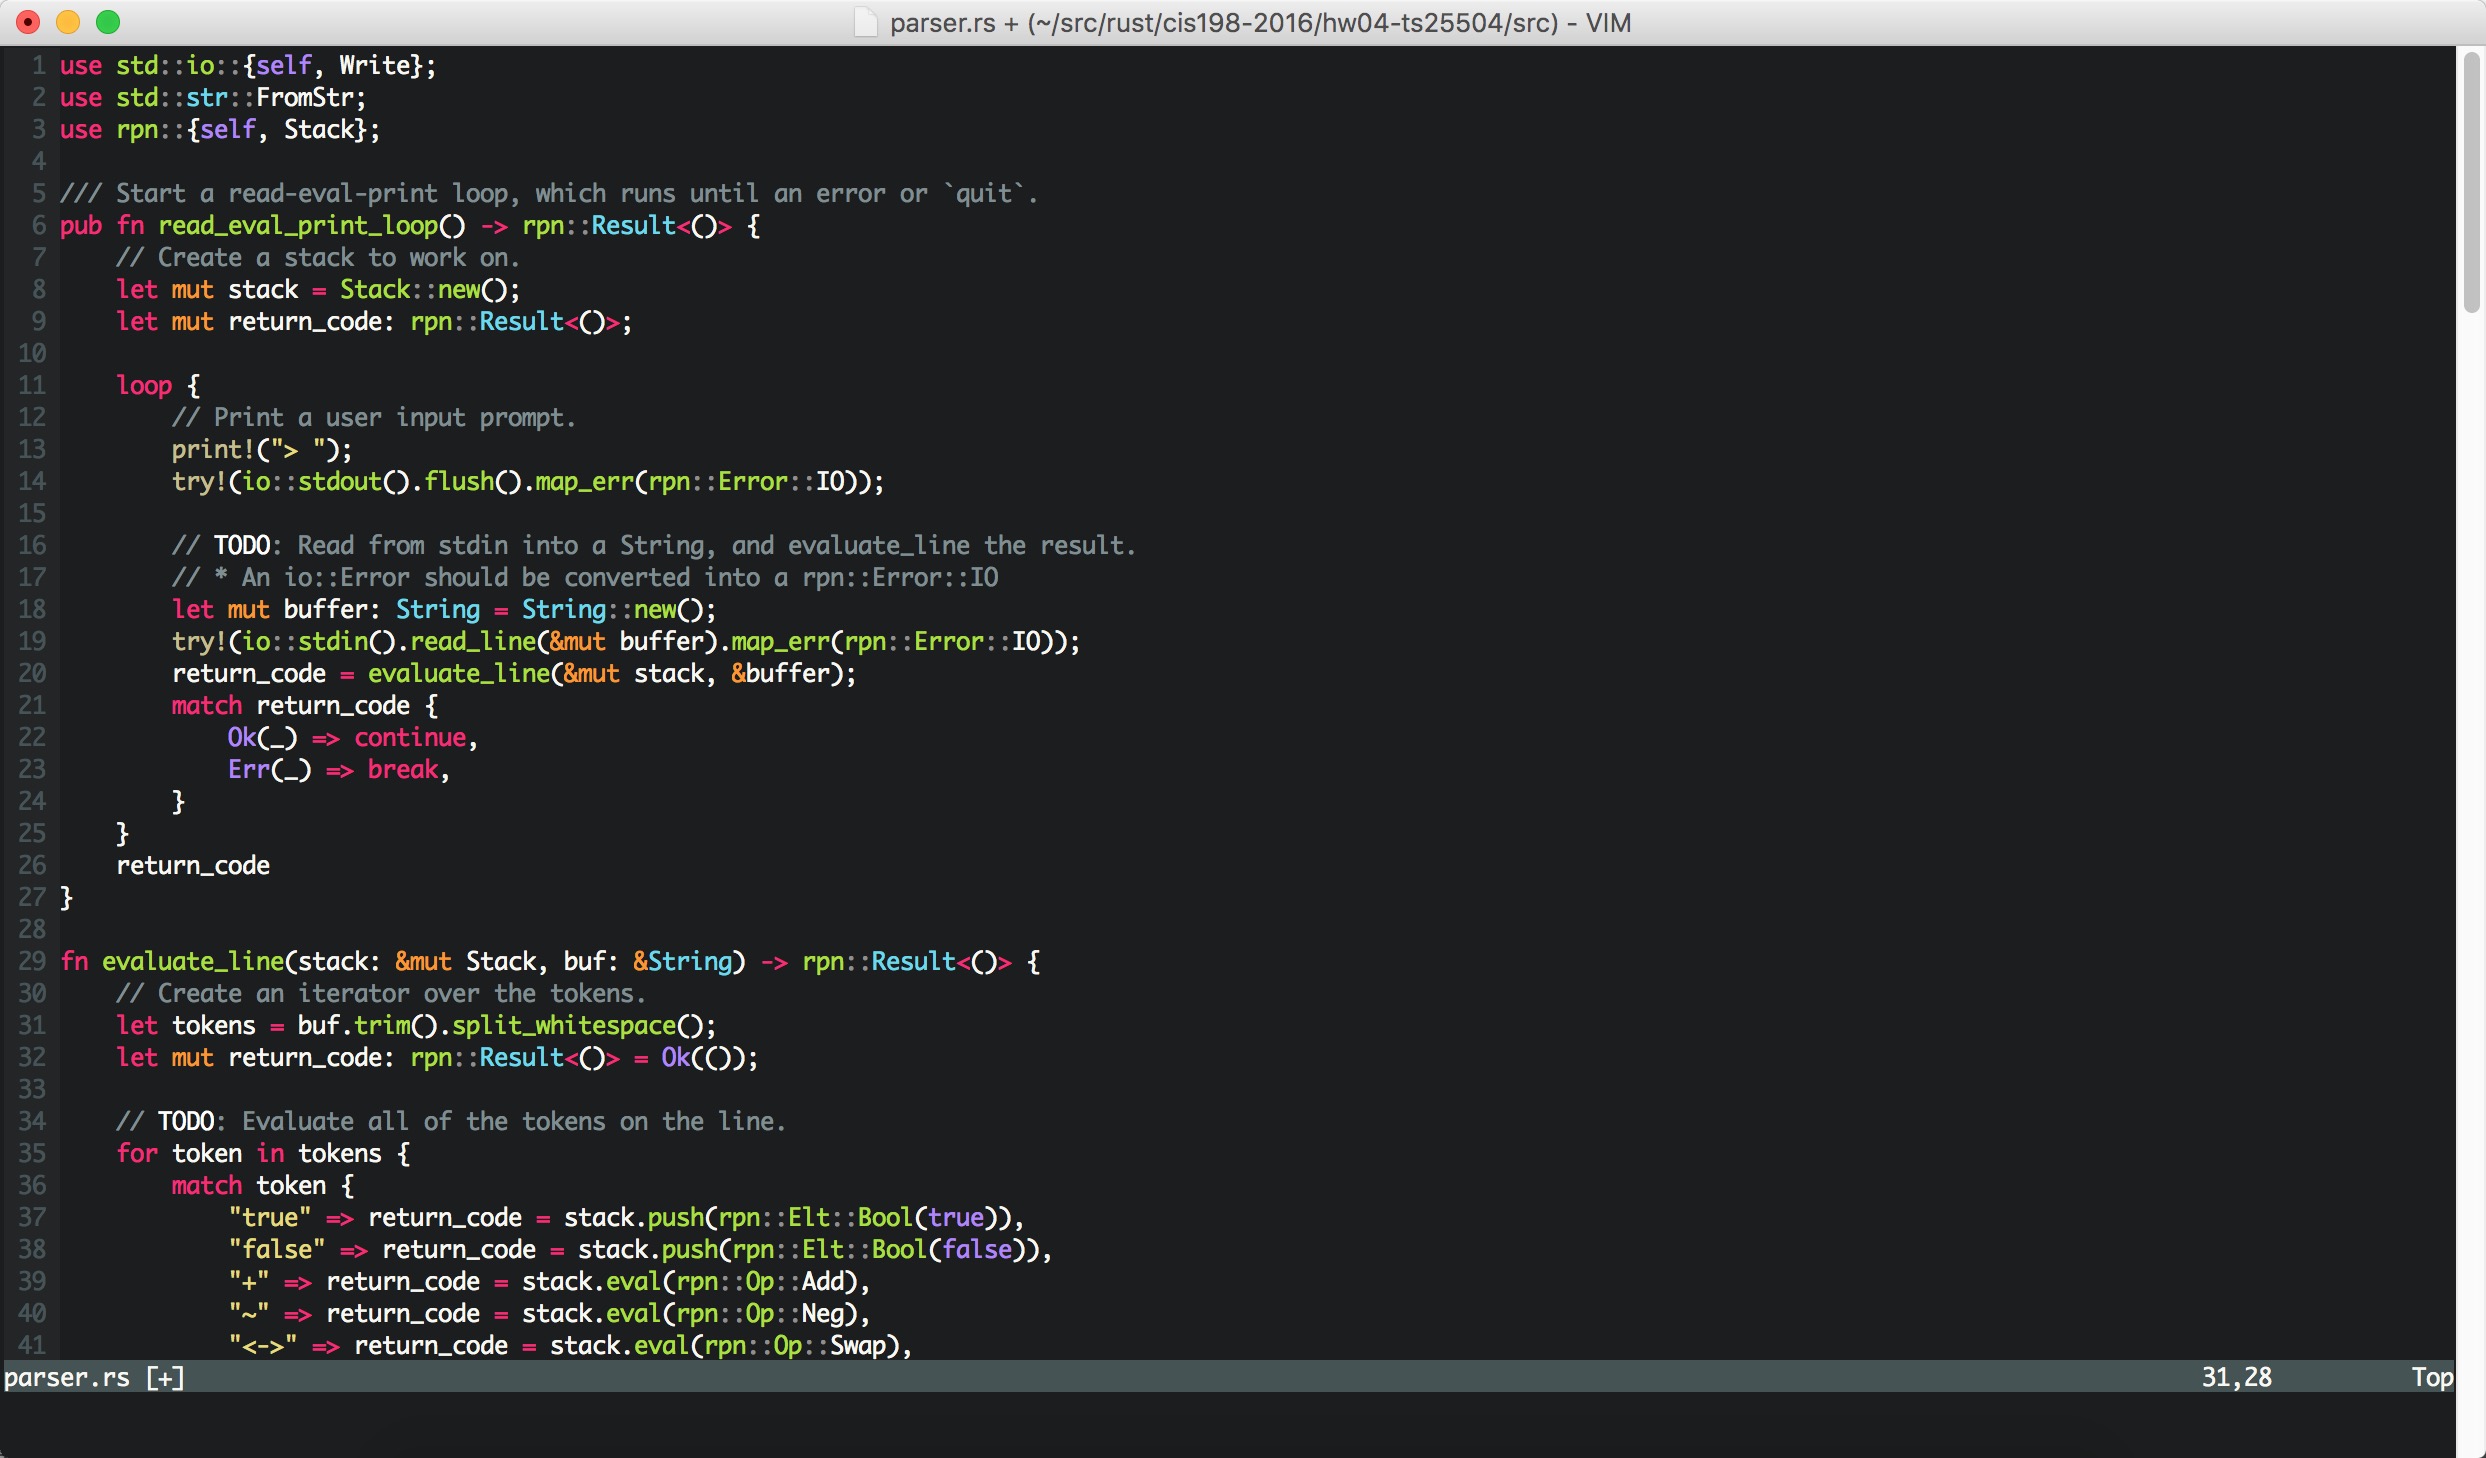 parser.rs + (~/src/rust/cis198-2016/hw04-ts25504/src) - VIM
1 use std::io::{self, Write};
2 use std::str::FromStr;
3 use rpn::{self, Stack};
4
5 /// Start a read-eval-print loop, which runs until an error or `quit`.
6 pub fn read_eval_print_loop() -> rpn::Result<()> {
7     // Create a stack to work on.
8     let mut stack = Stack::new();
9     let mut return_code: rpn::Result<()>;
10
11     loop {
12         // Print a user input prompt.
13         print!("> ");
14         try!(io::stdout().flush().map_err(rpn::Error::IO));
15
16         // TODO: Read from stdin into a String, and evaluate_line the result.
17         // * An io::Error should be converted into a rpn::Error::IO
18         let mut buffer: String = String::new();
19         try!(io::stdin().read_line(&mut buffer).map_err(rpn::Error::IO));
20         return_code = evaluate_line(&mut stack, &buffer);
21         match return_code {
22             Ok(_) => continue,
23             Err(_) => break,
24         }
25     }
26     return_code
27 }
28
29 fn evaluate_line(stack: &mut Stack, buf: &String) -> rpn::Result<()> {
30     // Create an iterator over the tokens.
31     let tokens = buf.trim().split_whitespace();
32     let mut return_code: rpn::Result<()> = Ok(());
33
34     // TODO: Evaluate all of the tokens on the line.
35     for token in tokens {
36         match token {
37             "true" => return_code = stack.push(rpn::Elt::Bool(true)),
38             "false" => return_code = stack.push(rpn::Elt::Bool(false)),
39             "+" => return_code = stack.eval(rpn::Op::Add),
40             "~" => return_code = stack.eval(rpn::Op::Neg),
41             "<->" => return_code = stack.eval(rpn::Op::Swap),
parser.rs [+] 31,28 Top